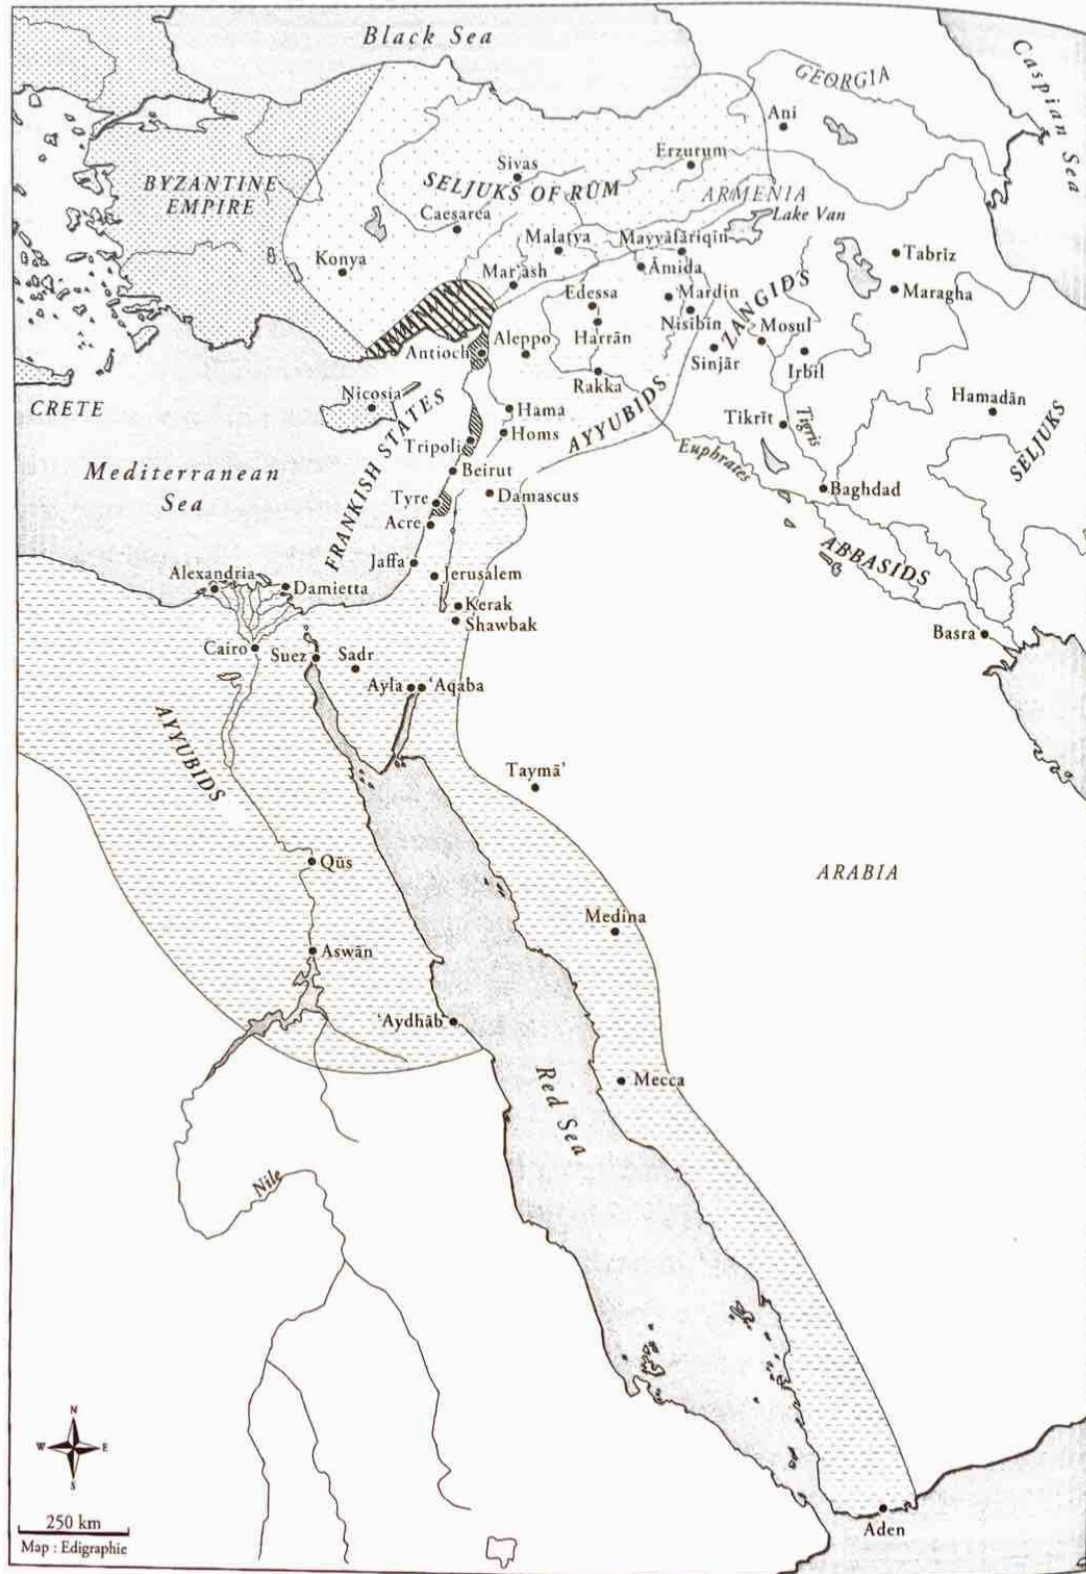 Black Sea
Caspian Sea
GEORGIA
Ani
Erzurum
Sivas
BYZANTINE
EMPIRE
SELJUKS OF RŪM
ARMENIA
Lake Van
Caesarea
Malatya
Mayyāfāriqīn
Konya
Tabrīz
Mar'ash
Āmida
Edessa
Mardin
Maragha
ARMANIA
ZANGIDS
Nisibin
Mosul
Antioch
Aleppo
Harrān
Sinjār
Irbil
Rakka
Nicosia
CRETE
FRANKISH STATES
Hama
AYYUBIDS
Hamadān
Homs
Tikrīt
Tigris
Tripoli
SELJUKS
Euphrates
Mediterranean
Sea
Beirut
Tyre
Damascus
Baghdad
Acre
ABBASIDS
Jaffa
Jerusalem
Alexandria
Damietta
Kerak
Shawbak
Basra
Cairo
Suez
Sadr
Ayla
'Aqaba
AYYUBIDS
Taymā'
Qūs
ARABIA
Medina
Aswān
'Aydhāb
Red Sea
Mecca
Nile
N
W E
S
250 km
Map : Edigraphie
Aden